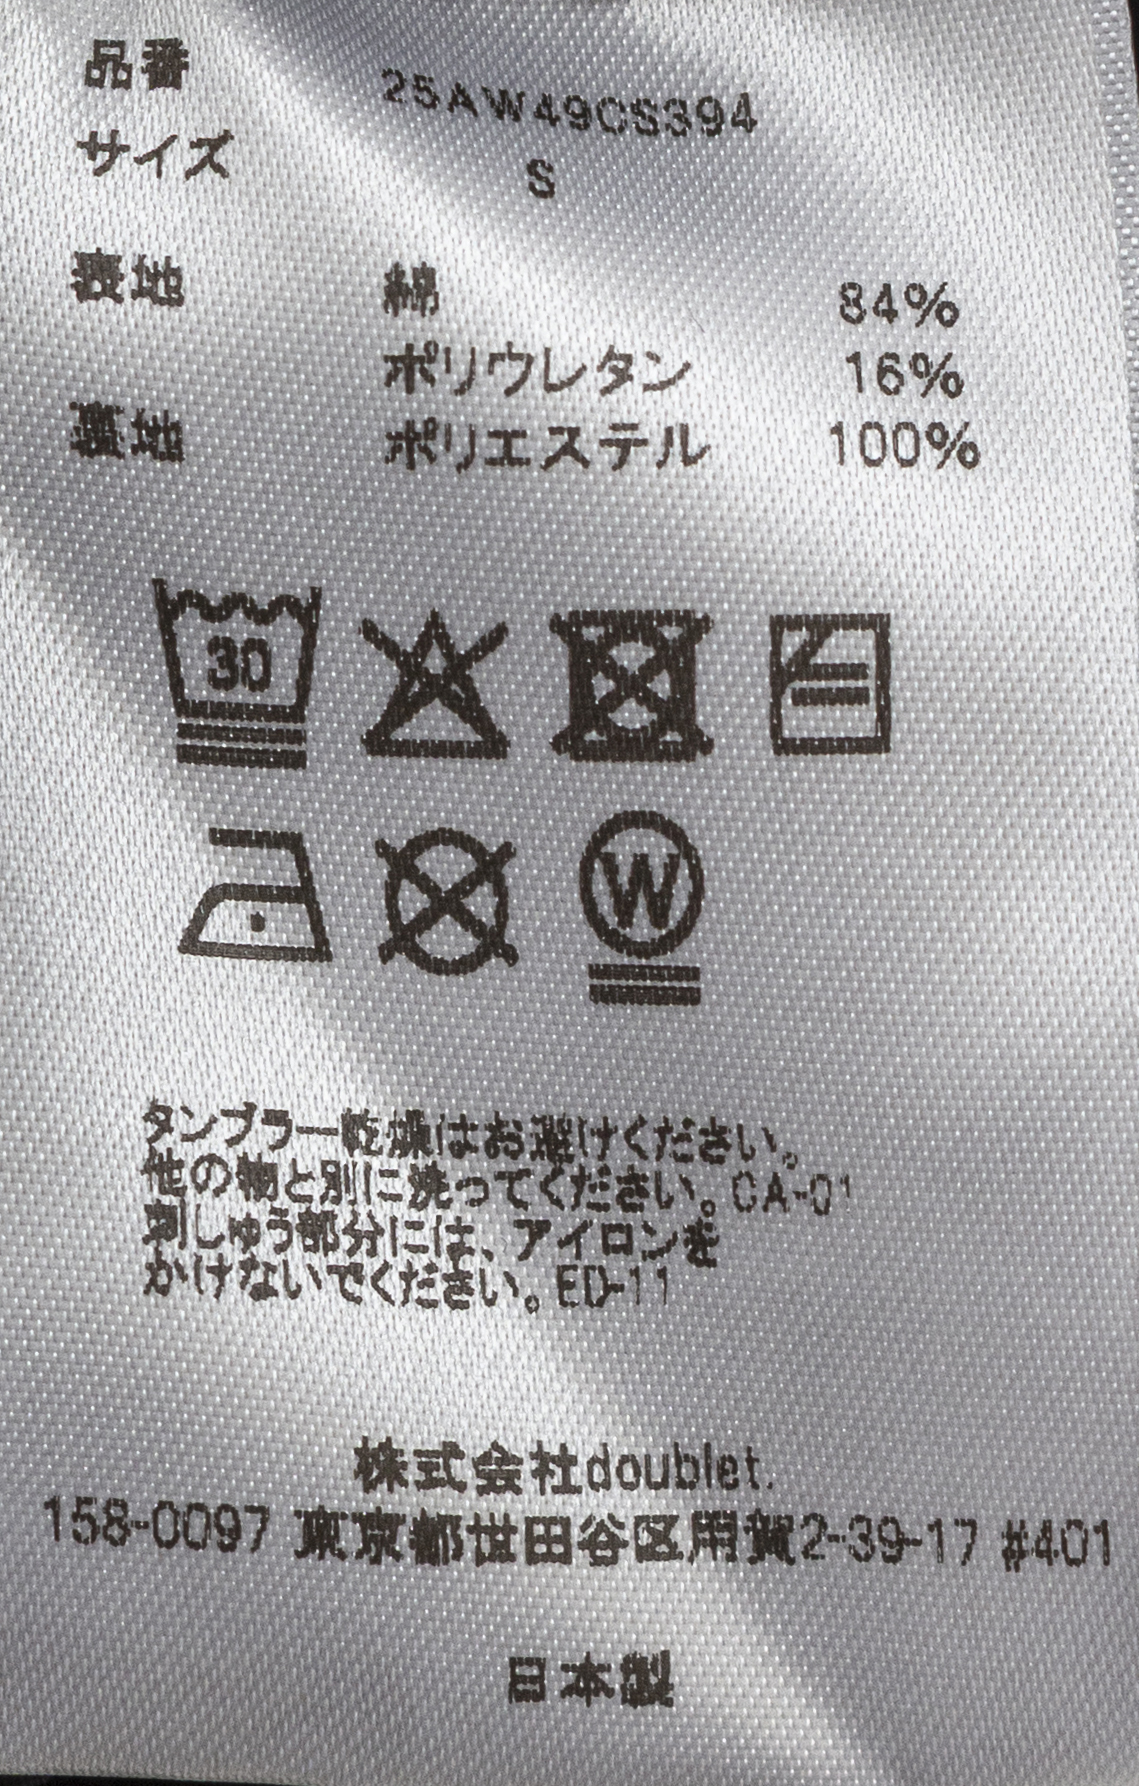 品番 25AW49CS394
サイズ S
表地 綿 84%
ポリウレタン 16%
裏地 ポリエステル 100%
30
W
タンブラー乾燥はお避けください。
他の物と別に洗ってください。CA-01
刺しゅう部分には、アイロンを
かけないでください。ED-11
株式会社doublet.
158-0097 東京都世田谷区用賀2-39-17 #401
日本製